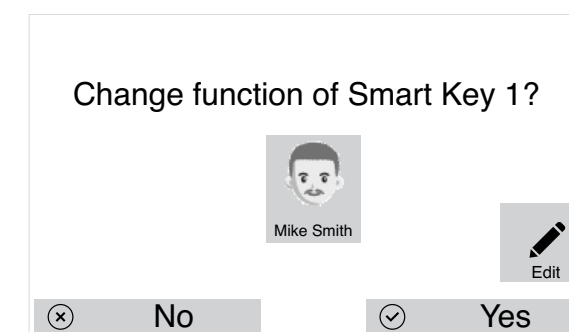 Change function of Smart Key 1?
Mike Smith
Edit
No
Yes